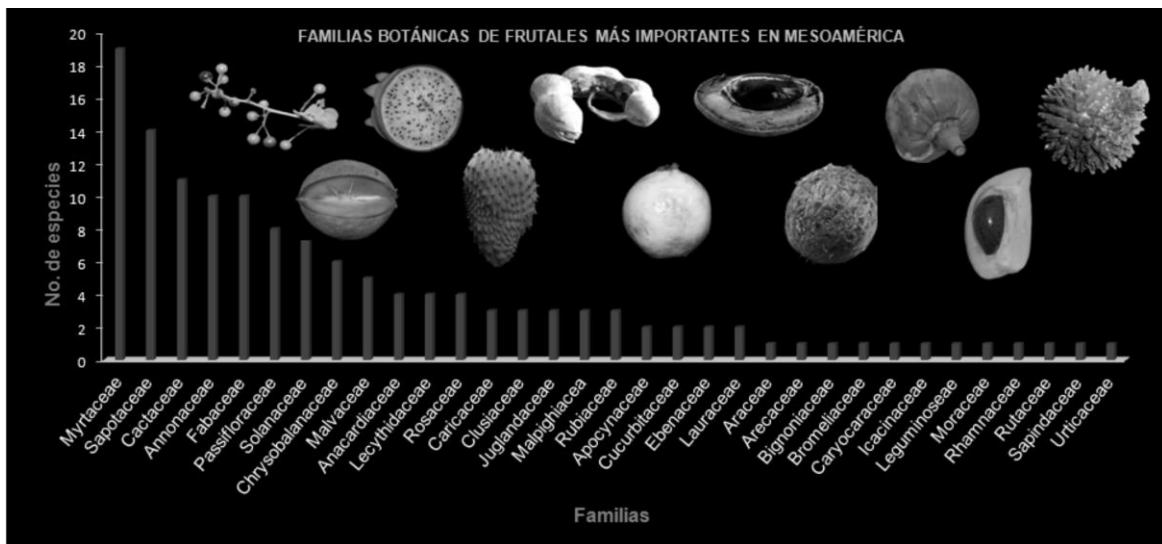 FAMILIAS BOTÁNICAS DE FRUTALES MÁS IMPORTANTES EN MESOAMÉRICA
No. de especies
20
18
16
14
12
10
8
6
4
2
0
Myrtaceae
Sapotaceae
Cactaceae
Annonaceae
Fabaceae
Passifloraceae
Solanaceae
Chrysobalanaceae
Malvaceae
Anacardiaceae
Lecythidaceae
Rosaceae
Caricaceae
Clusiaceae
Juglandaceae
Malpighiacea
Rubiaceae
Apocynaceae
Cucurbitaceae
Ebenaceae
Lauraceae
Araceae
Arecaceae
Bignoniaceae
Bromeliaceae
Caryocaraceae
Icacinaceae
Leguminoseae
Moraceae
Rhamnaceae
Rutaceae
Sapindaceae
Urticaceae
Familias